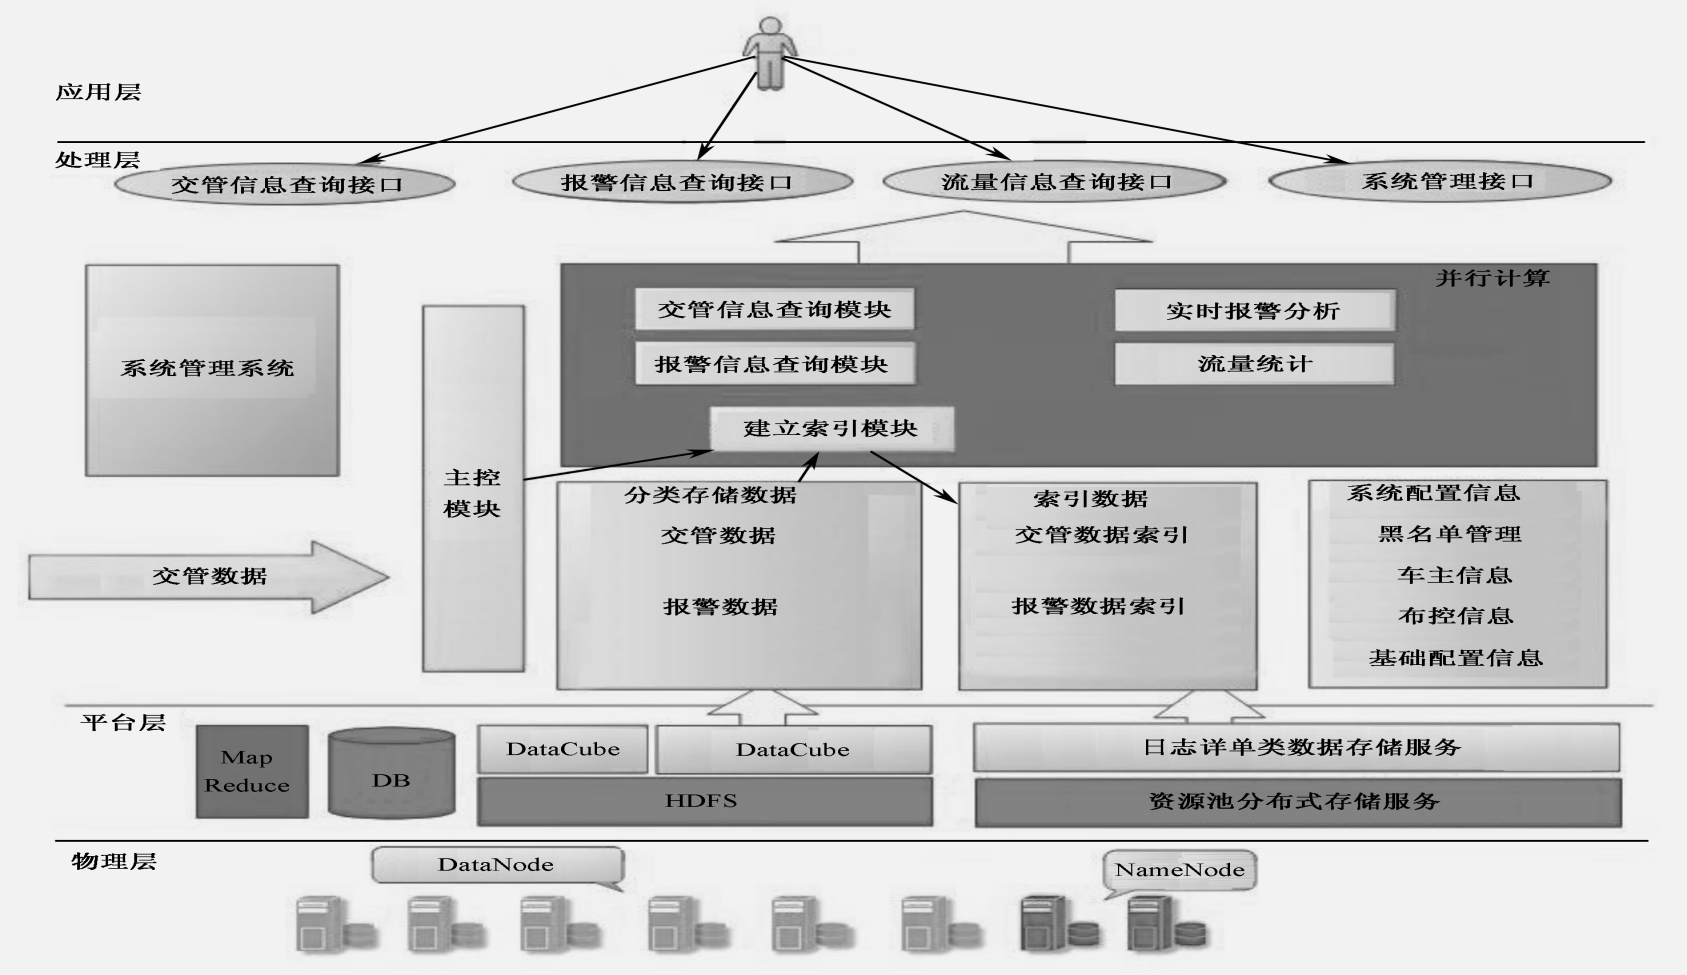 应用层
处理层
交管信息查询接口
报警信息查询接口
流量信息查询接口
系统管理接口
并行计算
交管信息查询模块
实时报警分析
报警信息查询模块
流量统计
建立索引模块
系统管理系统
主控
模块
交管数据
分类存储数据
交管数据
报警数据
索引数据
交管数据索引
报警数据索引
系统配置信息
黑名单管理
车主信息
布控信息
基础配置信息
平台层
Map
Reduce
DB
DataCube
DataCube
HDFS
日志详单类数据存储服务
资源池分布式存储服务
物理层
DataNode
NameNode